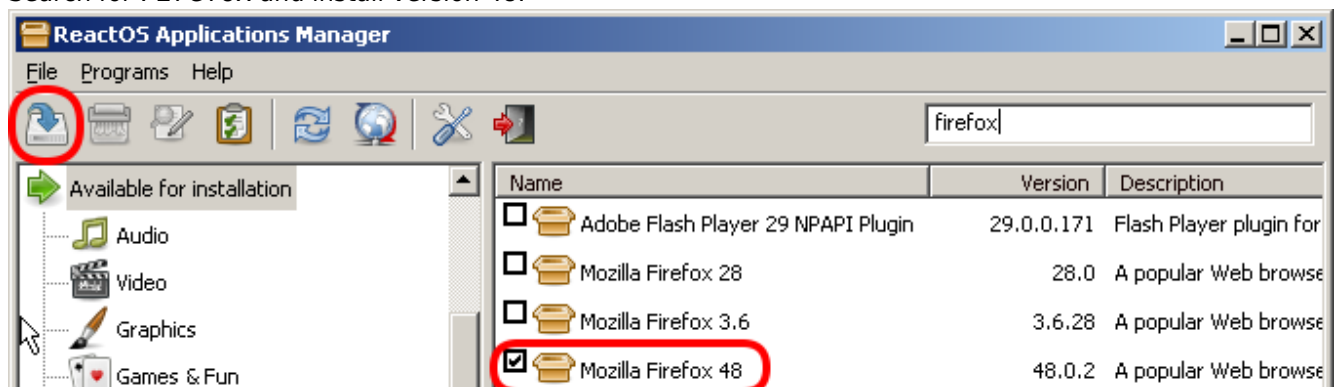 ReactOS Applications Manager
File Programs Help
firefox
Available for installation
Audio
Video
Graphics
Games & Fun
Name Version Description
Adobe Flash Player 29 NPAPI Plugin 29.0.0.171 Flash Player plugin for
Mozilla Firefox 28 28.0 A popular Web browse
Mozilla Firefox 3.6 3.6.28 A popular Web browse
Mozilla Firefox 48 48.0.2 A popular Web browse